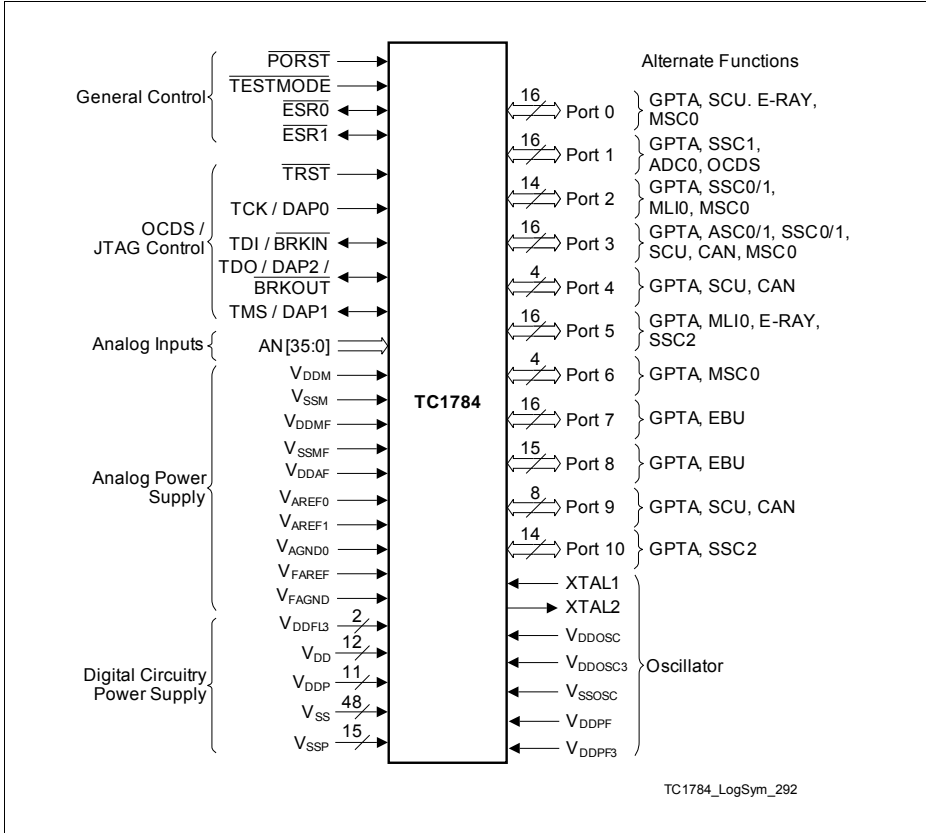 General Control
PORST
TESTMODE
ESR0
ESR1
OCDS /
JTAG Control
TRST
TCK / DAP0
TDI / BRKIN
TDO / DAP2 /
BRKOUT
TMS / DAP1
Analog Inputs
AN[35:0]
Analog Power
Supply
VDDM
VSSM
VDDMF
VSSMF
VDDAF
VAREF0
VAREF1
VAGND0
VFAREF
VFAGND
Digital Circuitry
Power Supply
VDDFL3 2
VDD 12
VDDP 11
VSS 48
VSSP 15
TC1784
Alternate Functions
16 Port 0 GPTA, SCU. E-RAY,
MSC0
16 Port 1 GPTA, SSC1,
ADC0, OCDS
14 Port 2 GPTA, SSC0/1,
MLI0, MSC0
16 Port 3 GPTA, ASC0/1, SSC0/1,
SCU, CAN, MSC0
4 Port 4 GPTA, SCU, CAN
16 Port 5 GPTA, MLI0, E-RAY,
SSC2
4 Port 6 GPTA, MSC0
16 Port 7 GPTA, EBU
15 Port 8 GPTA, EBU
8 Port 9 GPTA, SCU, CAN
14 Port 10 GPTA, SSC2
XTAL1
XTAL2
VDDOSC
VDDOSC3
VSSOSC
VDDPF
VDDPF3
Oscillator
TC1784_LogSym_292